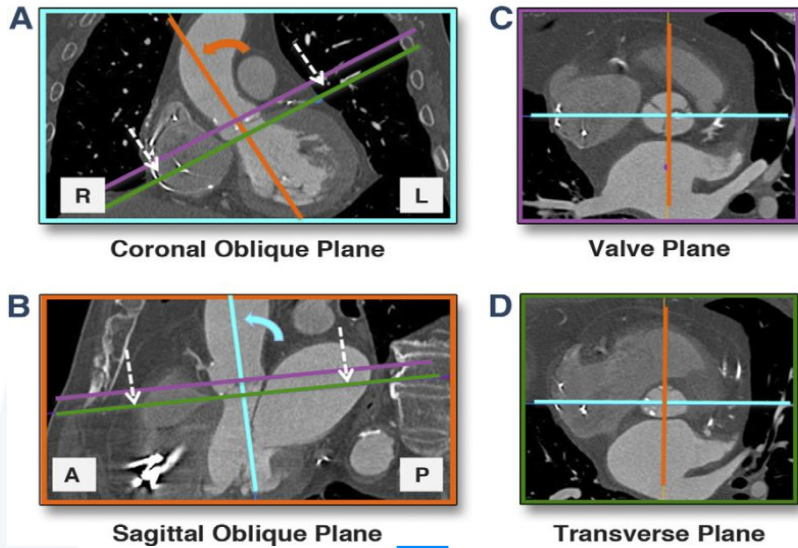 A
C
R
L
Coronal Oblique Plane
Valve Plane
B
D
A
P
Sagittal Oblique Plane
Transverse Plane